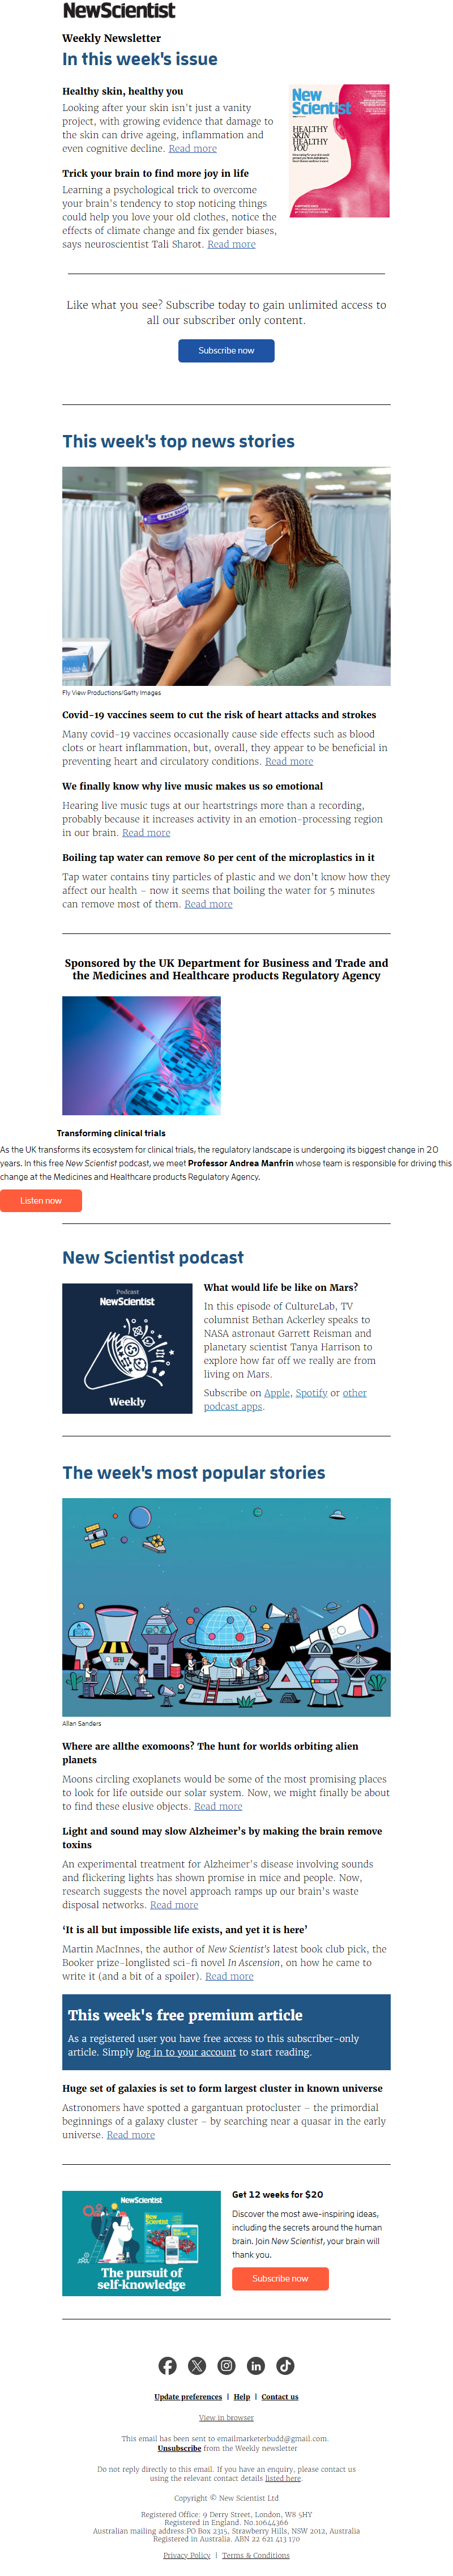 NewScientist
Weekly Newsletter
In this week's issue
Healthy skin, healthy you
Looking after your skin isn't just a vanity
project, with growing evidence that damage to
the skin can drive ageing, inflammation and
even cognitive decline. Read more
New
Scientist
HEALTHY
SKIN,
HEALTHY
YOU
Trick your brain to find more joy in life
Learning a psychological trick to overcome
your brain's tendency to stop noticing things
could help you love your old clothes, notice the
effects of climate change and fix gender biases,
says neuroscientist Tali Sharot. Read more
Like what you see? Subscribe today to gain unlimited access to
all our subscriber only content.
Subscribe now
This week's top news stories
Fly View Productions/Getty Images
Covid-19 vaccines seem to cut the risk of heart attacks and strokes
Many covid-19 vaccines occasionally cause side effects such as blood
clots or heart inflammation, but, overall, they appear to be beneficial in
preventing heart and circulatory conditions. Read more
We finally know why live music makes us so emotional
Hearing live music tugs at our heartstrings more than a recording,
probably because it increases activity in an emotion-processing region
in our brain. Read more
Boiling tap water can remove 80 per cent of the microplastics in it
Tap water contains tiny particles of plastic and we don't know how they
affect our health – now it seems that boiling the water for 5 minutes
can remove most of them. Read more
Sponsored by the UK Department for Business and Trade and
the Medicines and Healthcare products Regulatory Agency
Transforming clinical trials
As the UK transforms its ecosystem for clinical trials, the regulatory landscape is undergoing its biggest change in 20
years. In this free New Scientist podcast, we meet Professor Andrea Manfrin whose team is responsible for driving this
change at the Medicines and Healthcare products Regulatory Agency.
Listen now
New Scientist podcast
Podcast
NewScientist
Weekly
What would life be like on Mars?
In this episode of CultureLab, TV
columnist Bethan Ackerley speaks to
NASA astronaut Garrett Reisman and
planetary scientist Tanya Harrison to
explore how far off we really are from
living on Mars.
Subscribe on Apple, Spotify or other
podcast apps.
The week's most popular stories
Allan Sanders
Where are allthe exomoons? The hunt for worlds orbiting alien
planets
Moons circling exoplanets would be some of the most promising places
to look for life outside our solar system. Now, we might finally be about
to find these elusive objects. Read more
Light and sound may slow Alzheimer's by making the brain remove
toxins
An experimental treatment for Alzheimer's disease involving sounds
and flickering lights has shown promise in mice and people. Now,
research suggests the novel approach ramps up our brain's waste
disposal networks. Read more
‘It is all but impossible life exists, and yet it is here’
Martin MacInnes, the author of New Scientist's latest book club pick, the
Booker prize-longlisted sci-fi novel In Ascension, on how he came to
write it (and a bit of a spoiler). Read more
This week's free premium article
As a registered user you have free access to this subscriber-only
article. Simply log in to your account to start reading.
Huge set of galaxies is set to form largest cluster in known universe
Astronomers have spotted a gargantuan protocluster – the primordial
beginnings of a galaxy cluster – by searching near a quasar in the early
universe. Read more
NewScientist
The pursuit of
self-knowledge
Get 12 weeks for $20
Discover the most awe-inspiring ideas,
including the secrets around the human
brain. Join New Scientist, your brain will
thank you.
Subscribe now
Update preferences | Help | Contact us
View in browser
This email has been sent to emailmarketerbudd@gmail.com.
Unsubscribe from the Weekly newsletter
Do not reply directly to this email. If you have an enquiry, please contact us
using the relevant contact details listed here.
Copyright © New Scientist Ltd
Registered Office: 9 Derry Street, London, W8 5HY
Registered in England. No.10644366
Australian mailing address:PO Box 2315, Strawberry Hills, NSW 2012, Australia
Registered in Australia. ABN 22 621 413 170
Privacy Policy | Terms & Conditions